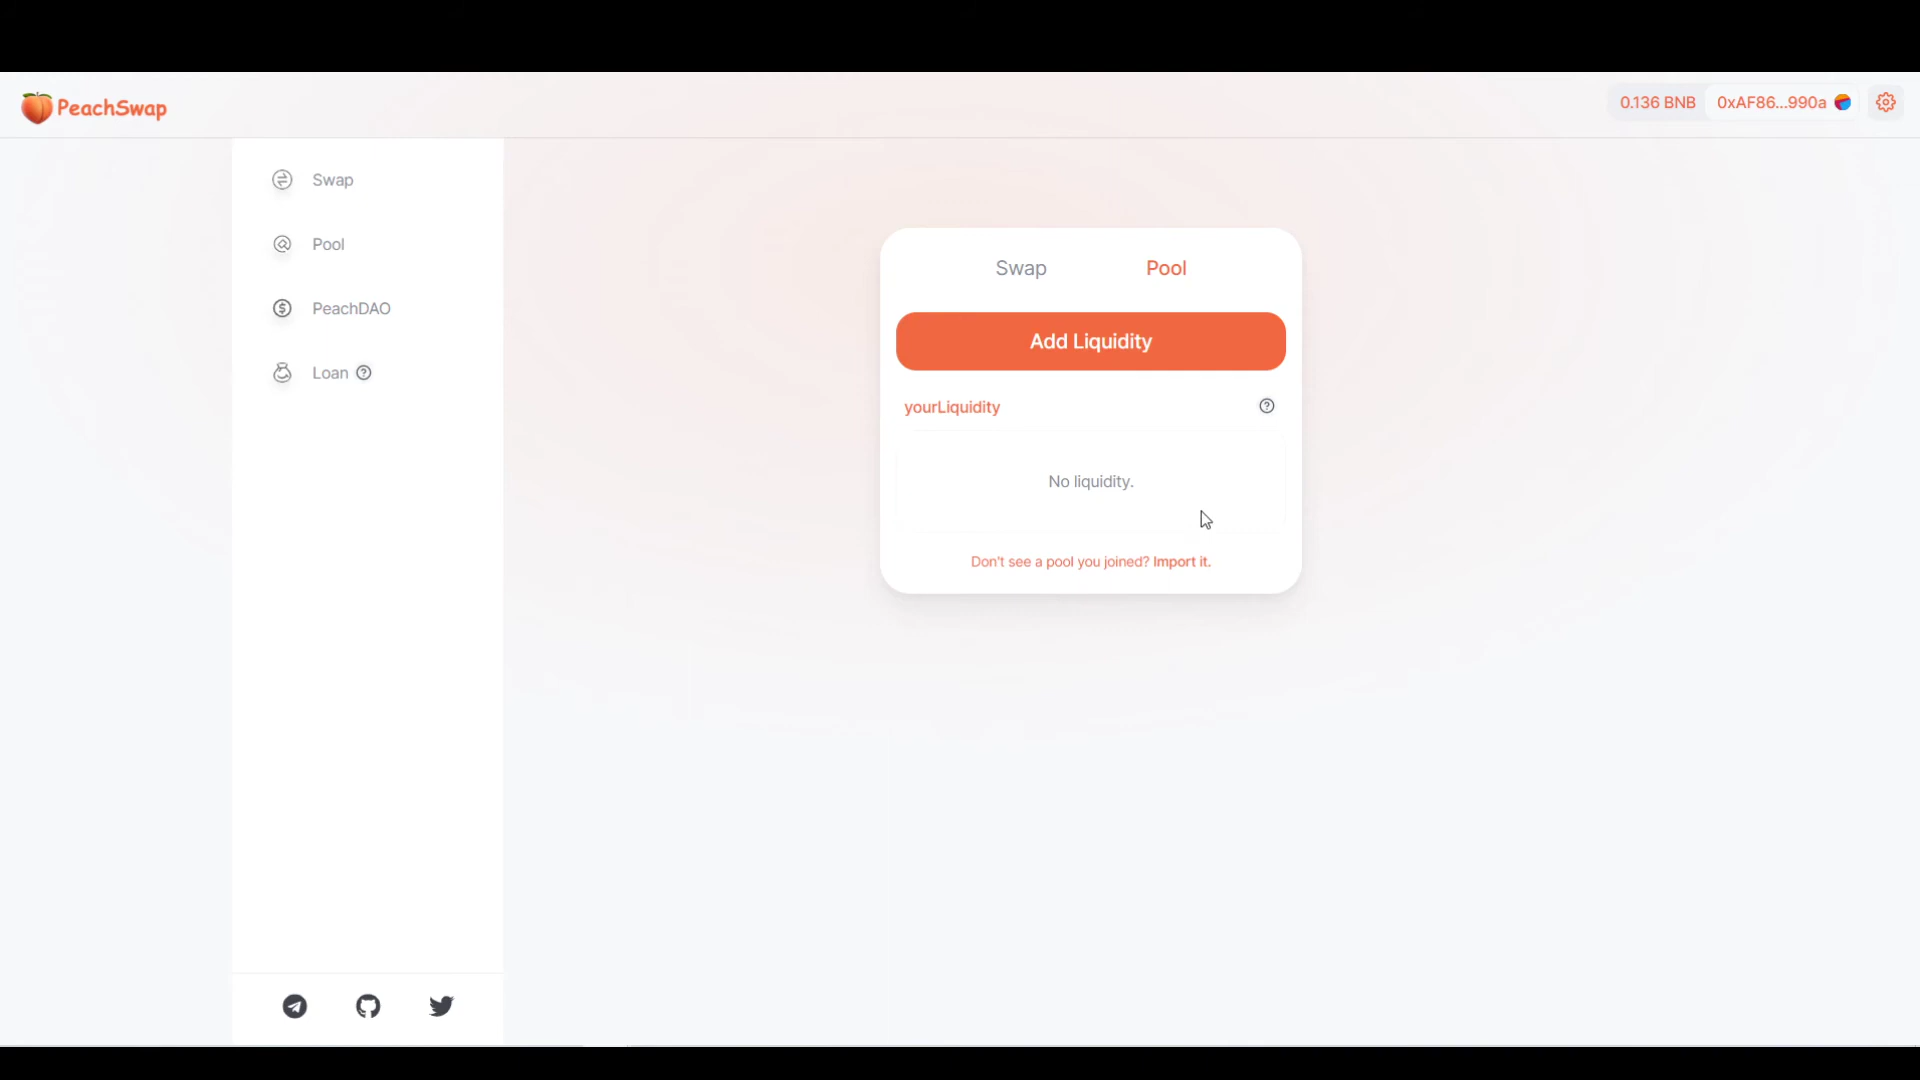 PeachSwap
0.136 BNB
0xAF86...990a
Swap
Pool
PeachDAO
Loan
Swap
Pool
Add Liquidity
yourLiquidity
No liquidity.
Don't see a pool you joined? Import it.